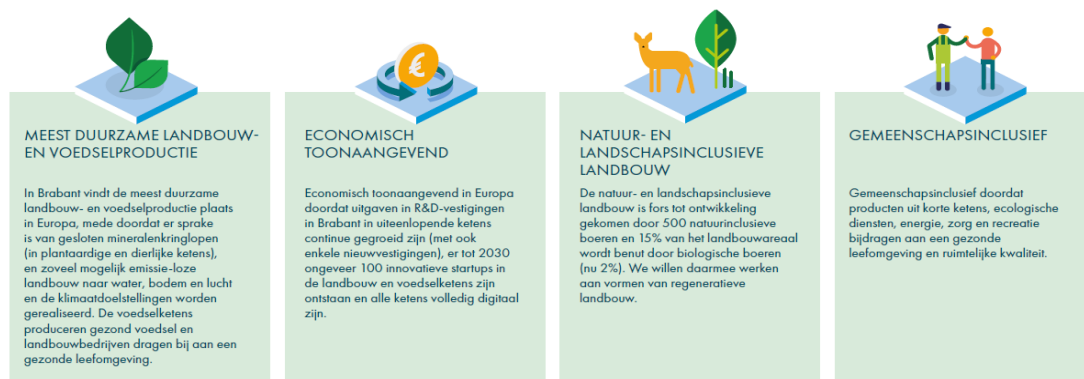 €
MEEST DUURZAME LANDBOUW-
EN VOEDSELPRODUCTIE
In Brabant vindt de meest duurzame
landbouw- en voedselproductie plaats
in Europa, mede doordat er sprake
is van gesloten mineralenkringlopen
(in plantaardige en dierlijke ketens),
en zoveel mogelijk emissie-loze
landbouw naar water, bodem en lucht
en de klimaatdoelstellingen worden
gerealiseerd. De voedselketens
produceren gezond voedsel en
landbouwbedrijven dragen bij aan een
gezonde leefomgeving.
ECONOMISCH
TOONAANGEVEND
Economisch toonaangevend in Europa
doordat uitgaven in R&D-vestigingen
in Brabant in uiteenlopende ketens
continue gegroeid zijn (met ook
enkele nieuwvestigingen), er tot 2030
ongeveer 100 innovatieve startups in
de landbouw en voedselketens zijn
ontstaan en alle ketens volledig digitaal
zijn.
NATUUR- EN
LANDSCHAPSINCLUSIEVE
LANDBOUW
De natuur- en landschapsinclusieve
landbouw is fors tot ontwikkeling
gekomen door 500 natuurinclusieve
boeren en 15% van het landbouwareaal
wordt benut door biologische boeren
(nu 2%). We willen daarmee werken
aan vormen van regeneratieve
landbouw.
GEMEENSCHAPSINCLUSIEF
Gemeenschapsinclusief doordat
producten uit korte ketens, ecologische
diensten, energie, zorg en recreatie
bijdragen aan een gezonde
leefomgeving en ruimtelijke kwaliteit.